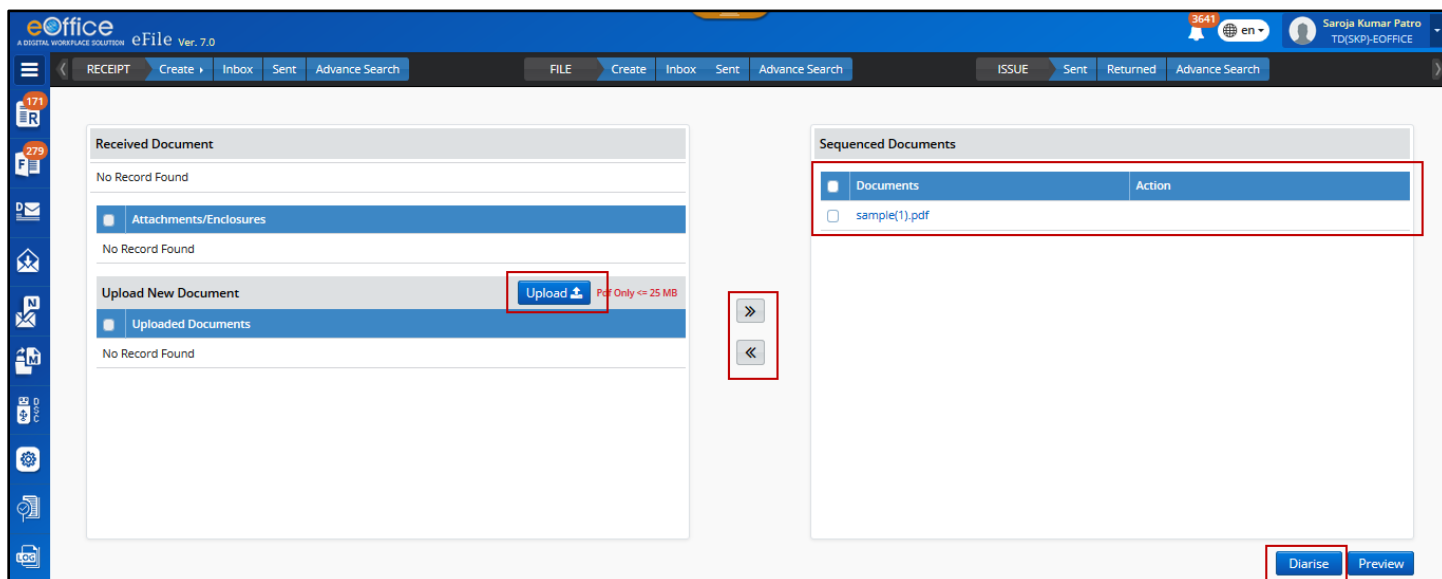 eOffice
A DIGITAL WORKPLACE SOLUTION eFile Ver. 7.0
3641
en
Saroja Kumar Patro
TD(SKP)-EOFFICE
RECEIPT Create Inbox Sent Advance Search FILE Create Inbox Sent Advance Search ISSUE Sent Returned Advance Search
171
R
279
F
D
N
M
DSC
LOG
Received Document
No Record Found
Attachments/Enclosures
No Record Found
Upload New Document Upload Pdf Only <= 25 MB
Uploaded Documents
No Record Found
Sequenced Documents
Documents Action
sample(1).pdf
Diarise Preview